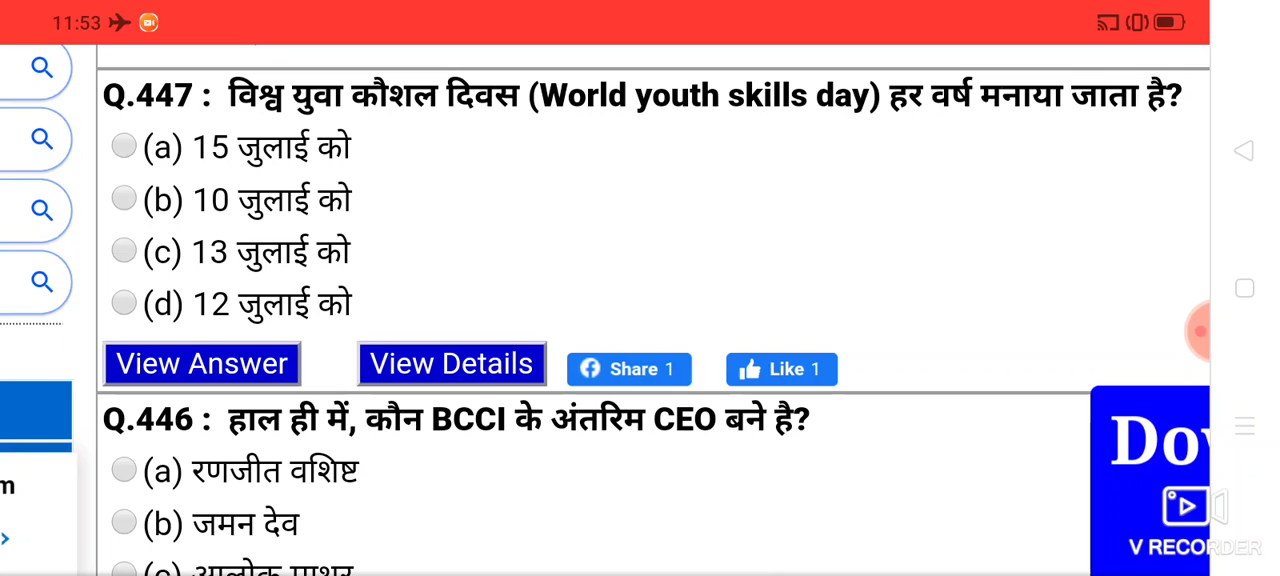 11:53
Q.447 : विश्व युवा कौशल दिवस (World youth skills day) हर वर्ष मनाया जाता है?
(a) 15 जुलाई को
(b) 10 जुलाई को
(c) 13 जुलाई को
(d) 12 जुलाई को
View Answer View Details Share 1 Like 1
Q.446 : हाल ही में, कौन BCCI के अंतरिम CEO बने है?
(a) रणजीत वशिष्ट
(b) जमन देव
V RECORDER